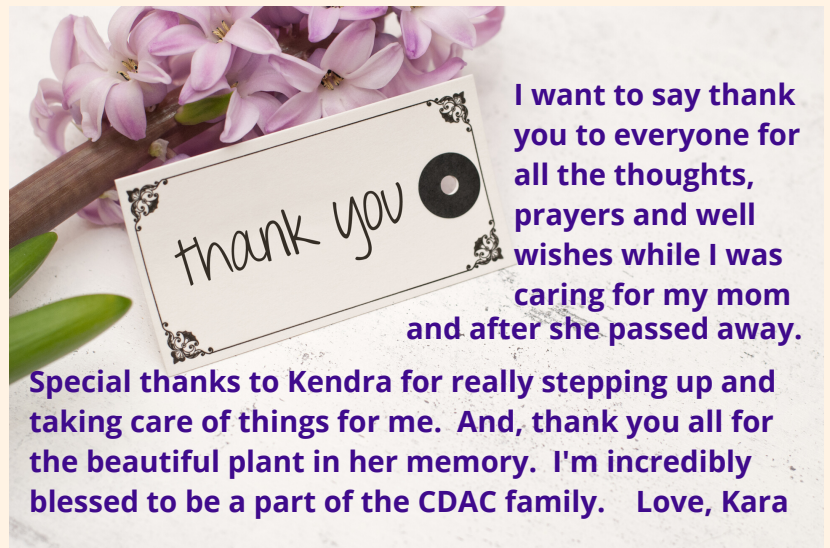 thank you
I want to say thank
you to everyone for
all the thoughts,
prayers and well
wishes while I was
caring for my mom
and after she passed away.
Special thanks to Kendra for really stepping up and
taking care of things for me.  And, thank you all for
the beautiful plant in her memory.  I'm incredibly
blessed to be a part of the CDAC family.    Love, Kara